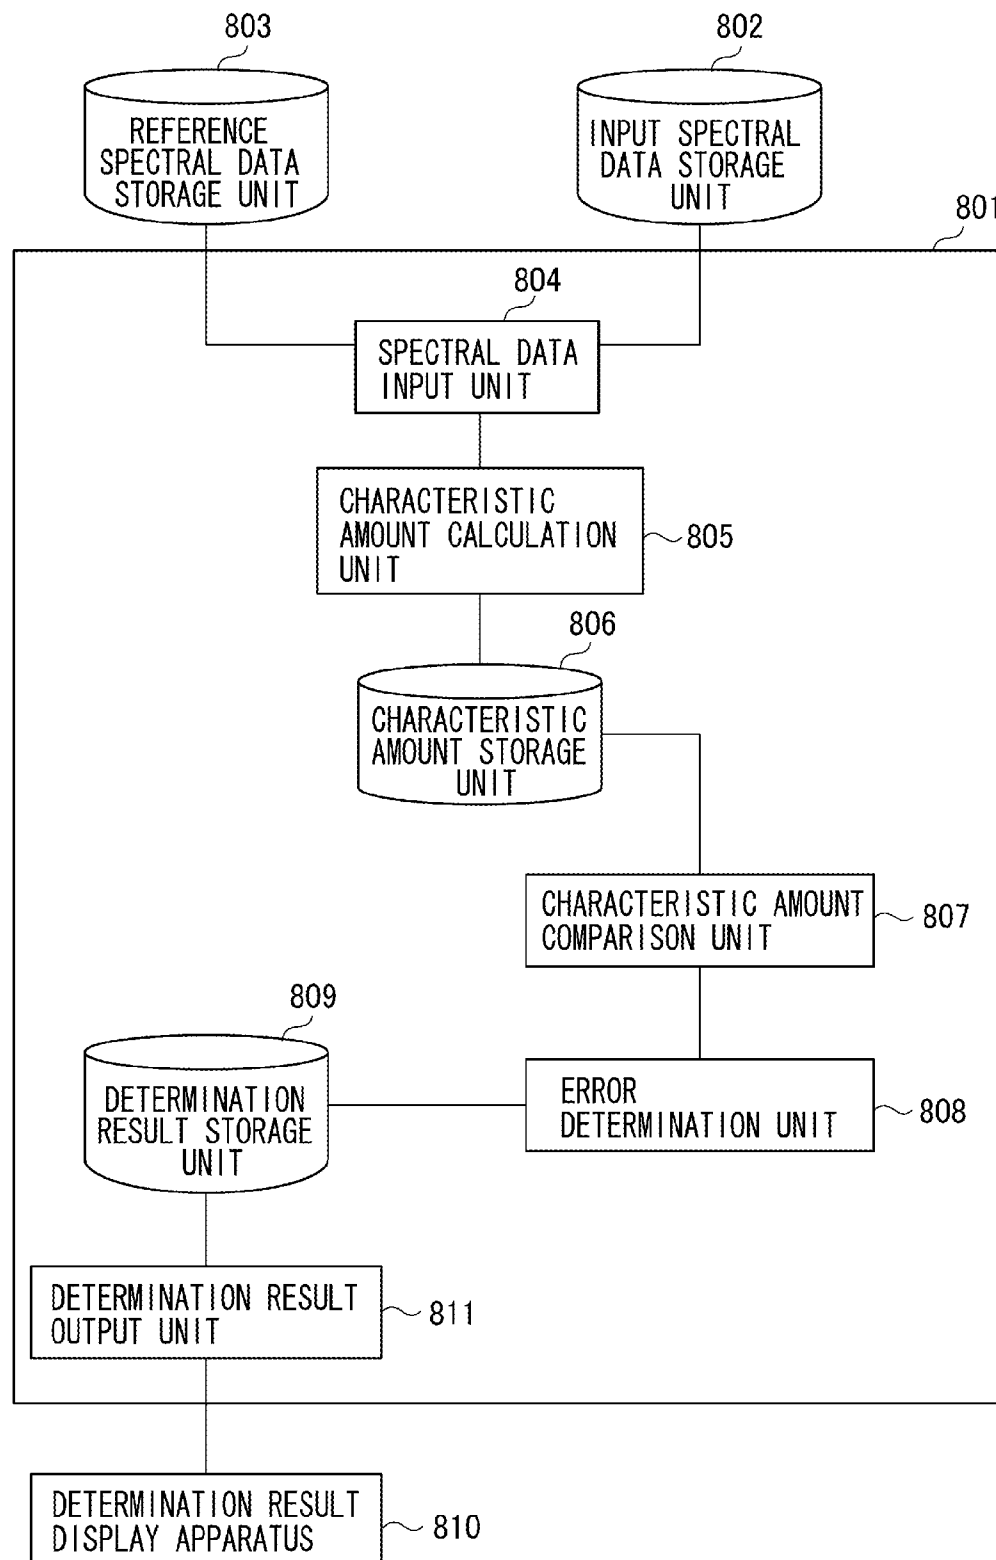 803
802
REFERENCE
SPECTRAL DATA
STORAGE UNIT
INPUT SPECTRAL
DATA STORAGE
UNIT
801
804
SPECTRAL DATA
INPUT UNIT
CHARACTERISTIC
AMOUNT CALCULATION
UNIT
805
806
CHARACTERISTIC
AMOUNT STORAGE
UNIT
CHARACTERISTIC AMOUNT
COMPARISON UNIT
807
809
DETERMINATION
RESULT STORAGE
UNIT
ERROR
DETERMINATION UNIT
808
DETERMINATION RESULT
OUTPUT UNIT
811
DETERMINATION RESULT
DISPLAY APPARATUS
810